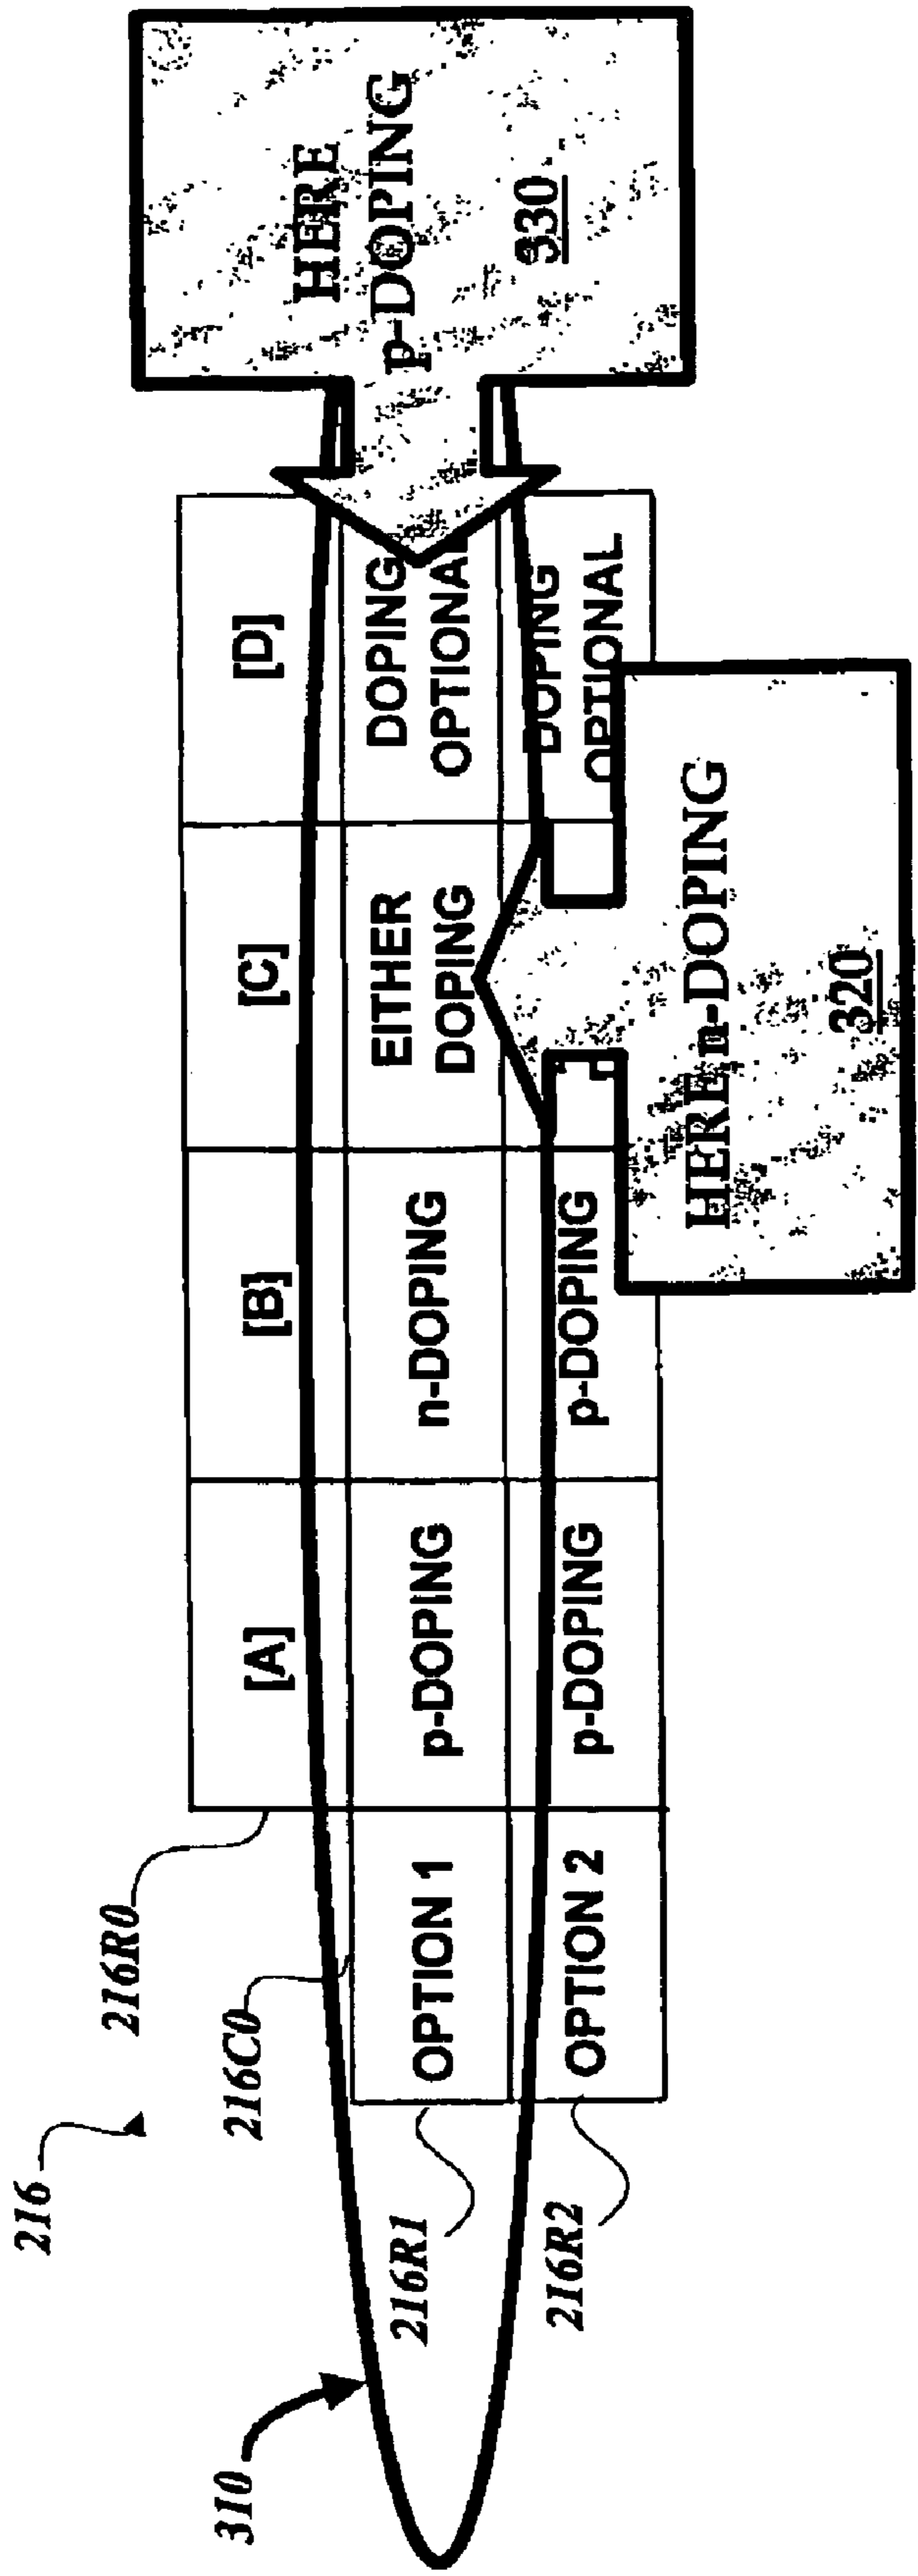 216
216R0
310
216C0
[A]
[B]
[C]
[D]
216R1
OPTION 1
p-DOPING
n-DOPING
EITHER
DOPING
DOPING
OPTIONAL
HERE
p-DOPING
330
216R2
OPTION 2
p-DOPING
p-DOPING
DOPING
OPTIONAL
HERE n-DOPING
320